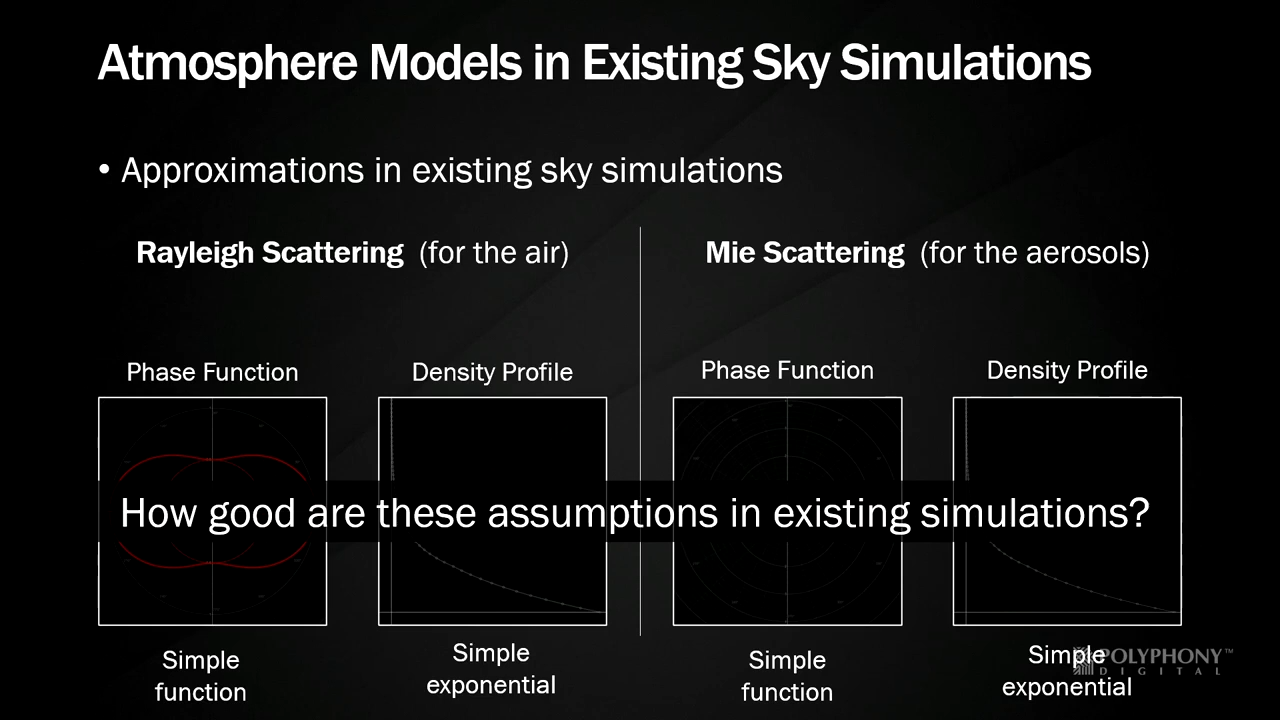 Atmosphere Models in Existing Sky Simulations
• Approximations in existing sky simulations
Rayleigh Scattering (for the air)
Mie Scattering (for the aerosols)
Phase Function
Density Profile
Phase Function
Density Profile
How good are these assumptions in existing simulations?
Simple
function
Simple
exponential
Simple
function
Simple
exponential
POLYPHONY™
DIGITAL